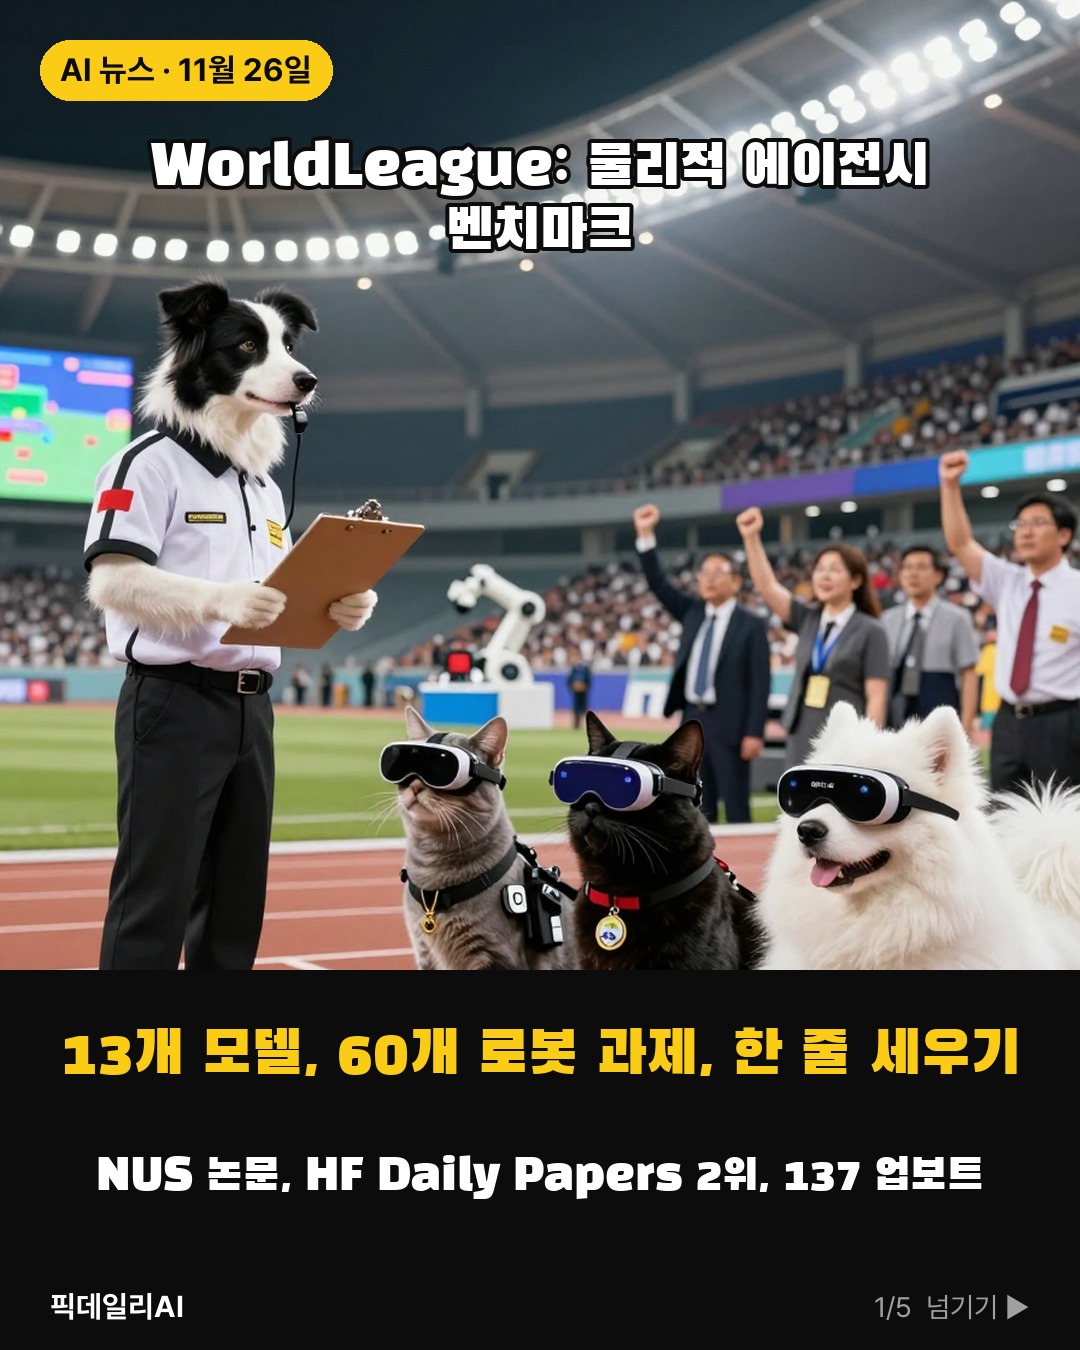 AI 뉴스 · 11월 26일
WorldLeague: 물리적 에이전시
벤치마크
13개 모델, 60개 로봇 과제, 한 줄 세우기
NUS 논문, HF Daily Papers 2위, 137 업보트
픽데일리AI
1/5 넘기기 ▶